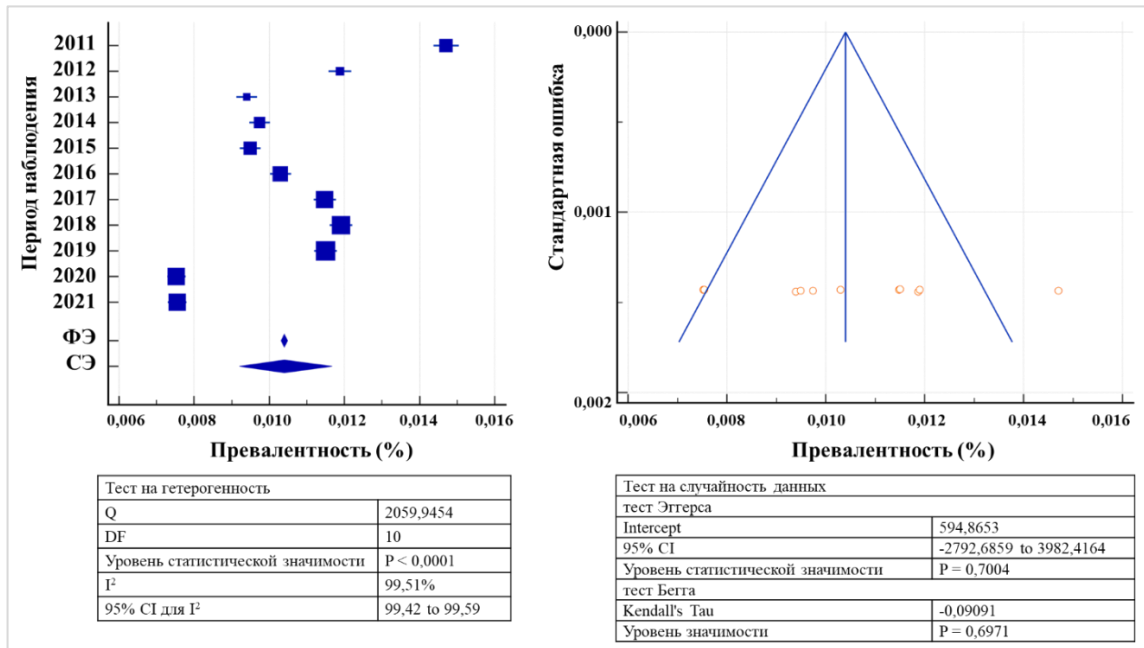 Период наблюдения
2011
2012
2013
2014
2015
2016
2017
2018
2019
2020
2021
ФЭ
СЭ
0,006 0,008 0,010 0,012 0,014 0,016
Превалентность (%)
Стандартная ошибка
0,000
0,001
0,002
0,006 0,008 0,010 0,012 0,014 0,016
Превалентность (%)
Тест на гетерогенность
Q 2059,9454
DF 10
Уровень статистической значимости P < 0,0001
I² 99,51%
95% CI для I² 99,42 to 99,59
Тест на случайность данных
тест Эггерса
Intercept 594,8653
95% CI -2792,6859 to 3982,4164
Уровень статистической значимости P = 0,7004
тест Бегга
Kendall's Tau -0,09091
Уровень значимости P = 0,6971